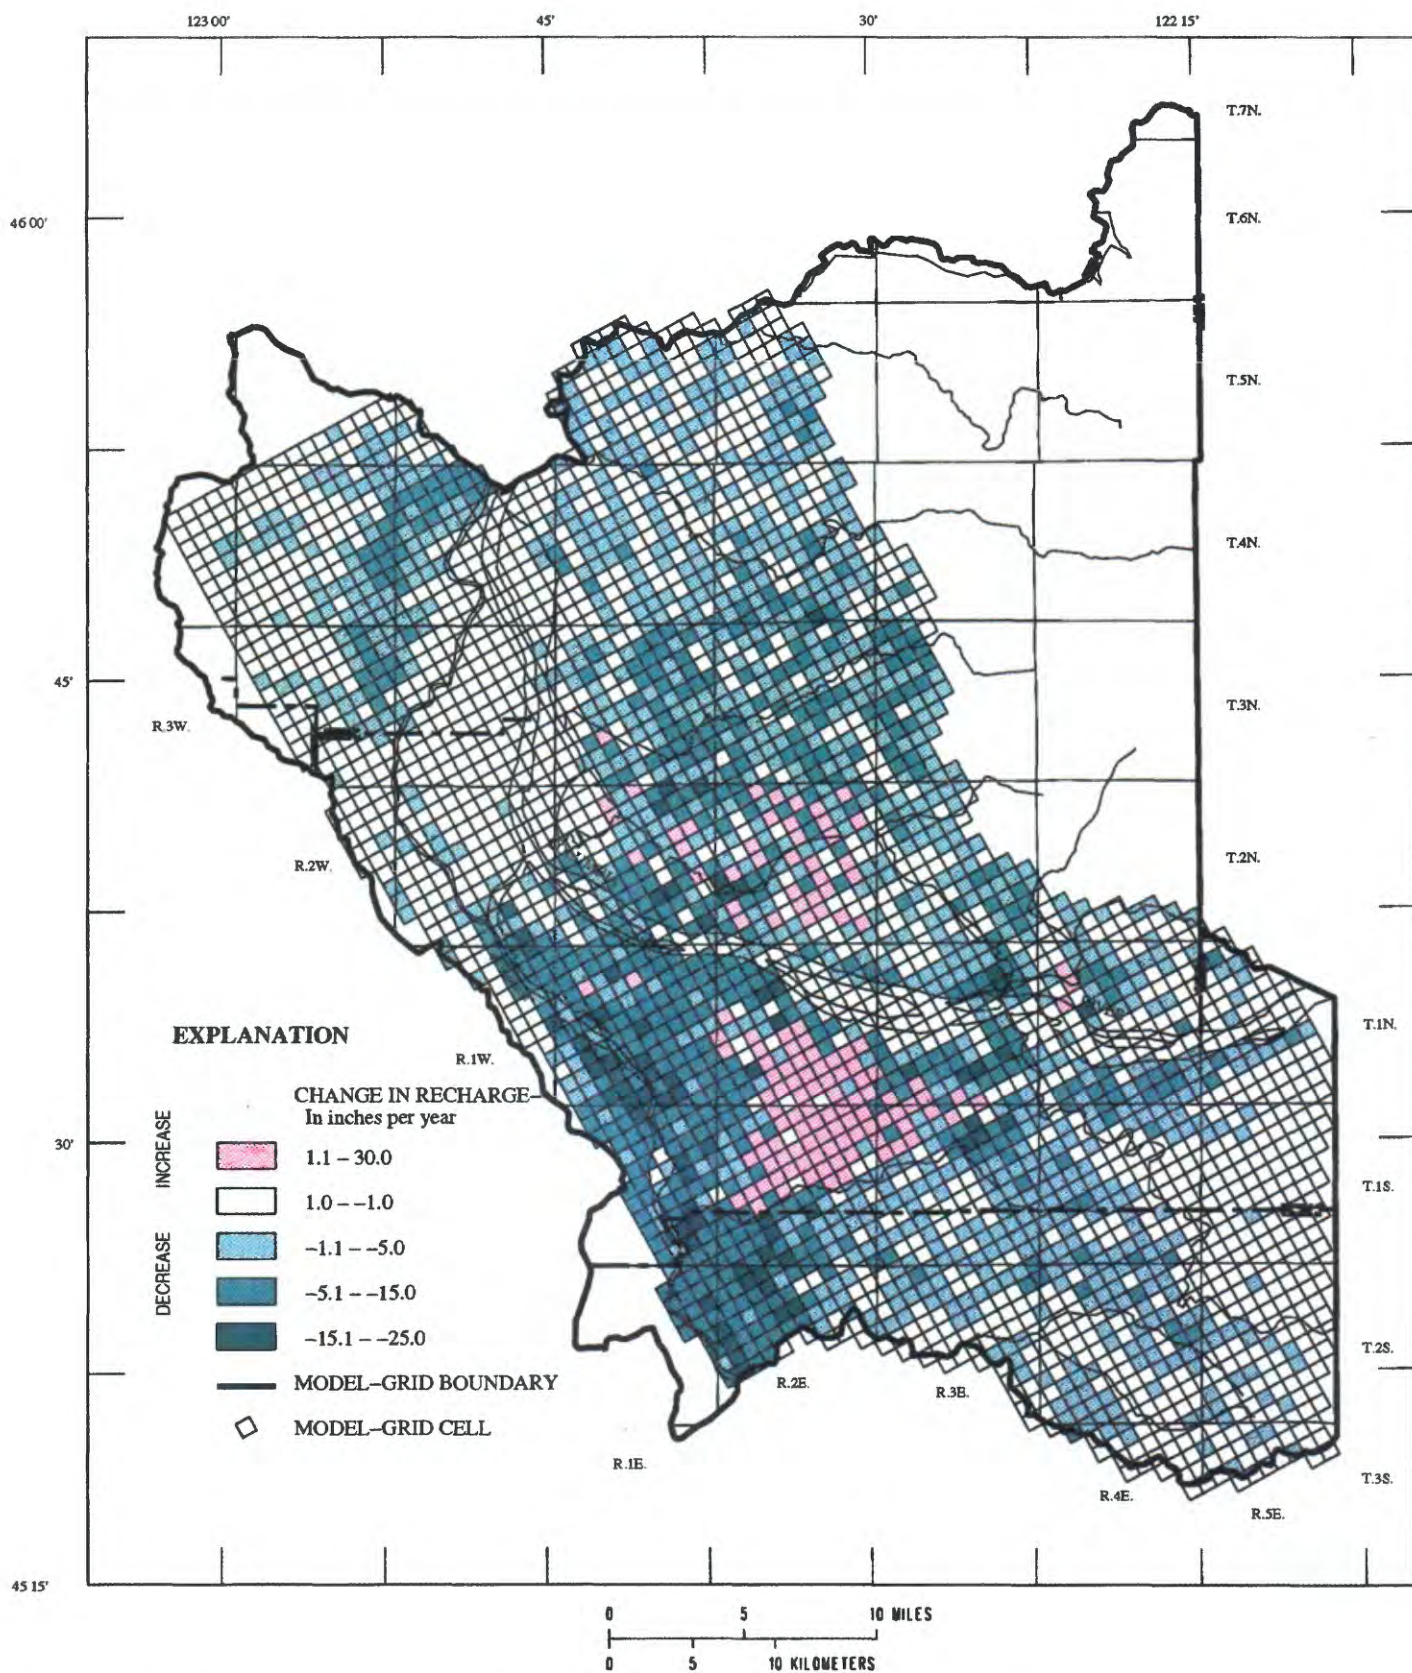 123 00' 45' 30' 122 15'
T.7N.
46 00' T.6N.
T.5N.
T.4N.
45' T.3N.
R.3W.
R.2W. T.2N.
EXPLANATION R.1W. T.1N.
CHANGE IN RECHARGE–
In inches per year
INCREASE
1.1 – 30.0
30' 1.0 – –1.0 T.1S.
DECREASE
–1.1 – –5.0
–5.1 – –15.0
–15.1 – –25.0 T.2S.
MODEL–GRID BOUNDARY R.2E. R.3E.
MODEL–GRID CELL
R.1E. T.3S.
R.4E.
R.5E.
45 15'
0 5 10 MILES
0 5 10 KILOMETERS